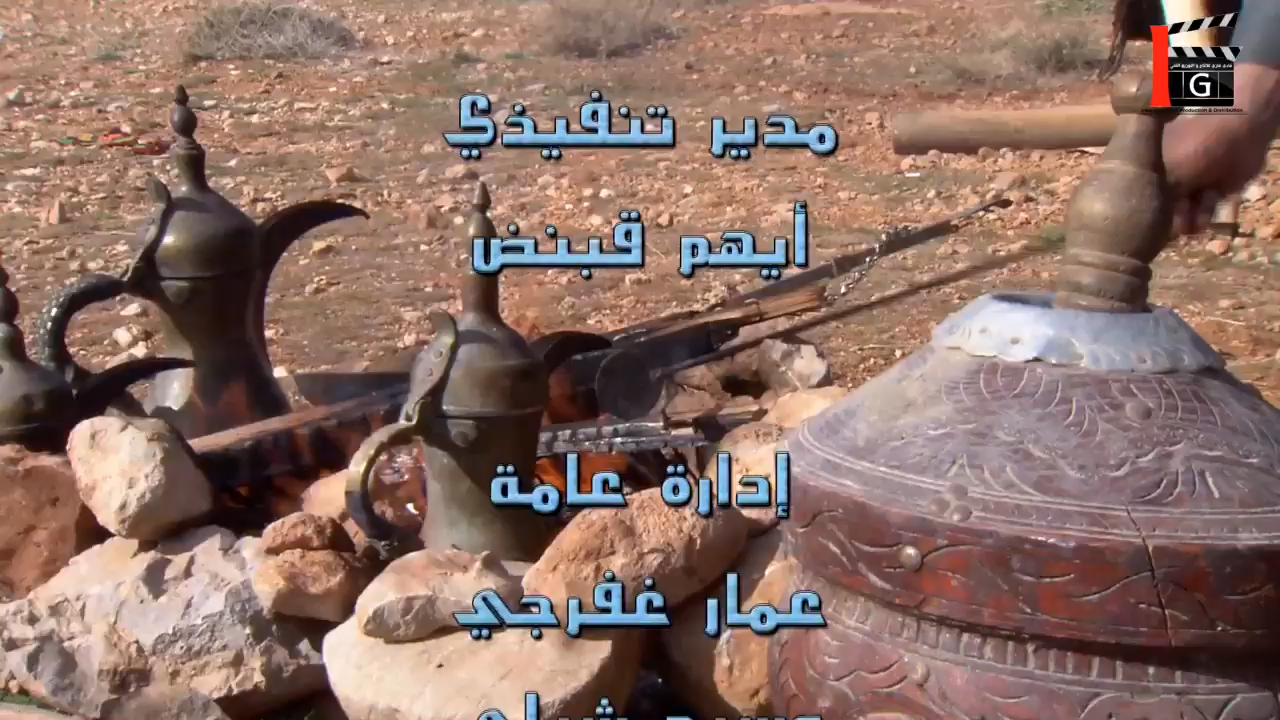 مدير تنفيذي
أيهم قبنض
إدارة عامة
عمار غفرجي
G